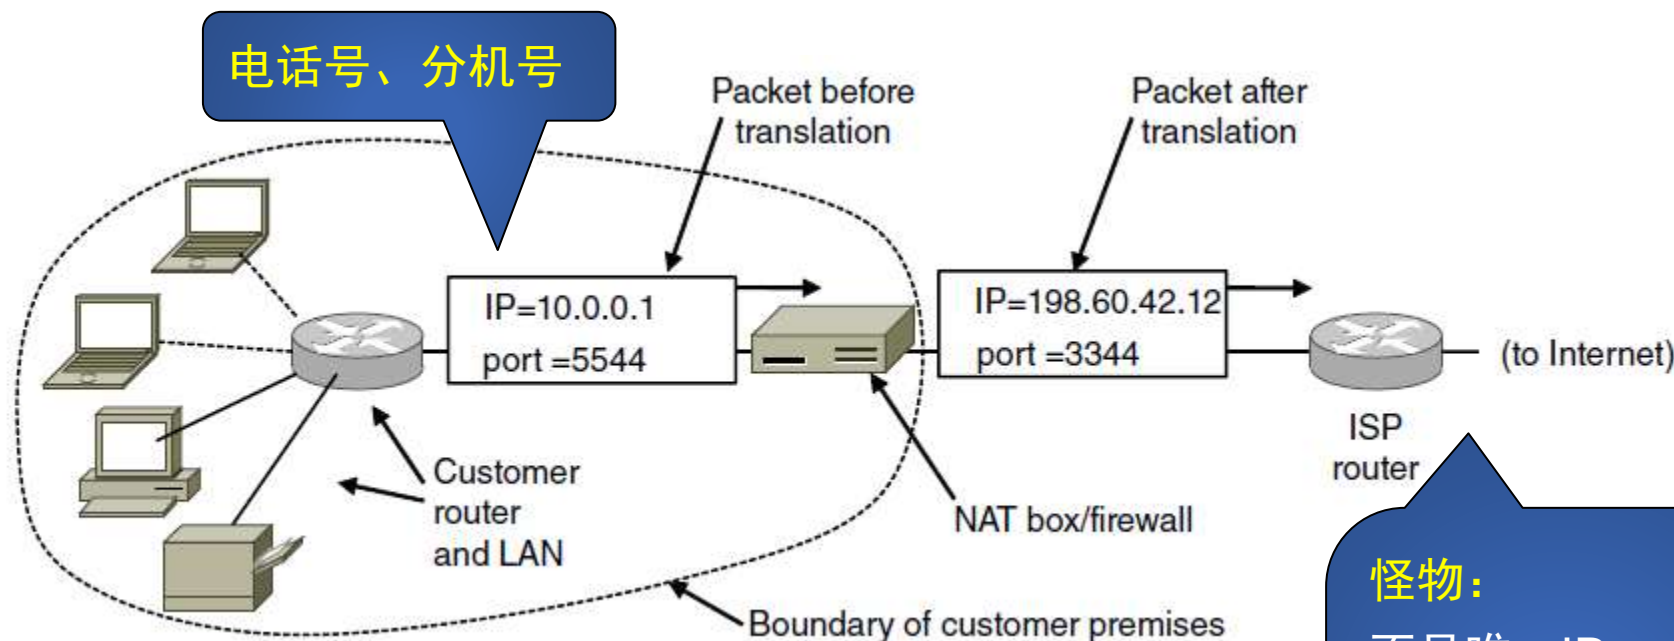 电话号、分机号
Packet before
translation
Packet after
translation
IP=10.0.0.1
port =5544
IP=198.60.42.12
port =3344
(to Internet)
ISP
router
Customer
router
and LAN
NAT box/firewall
Boundary of customer premises
怪物：